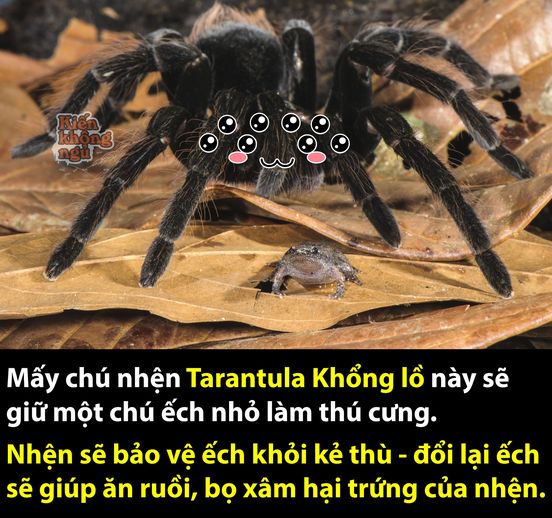 Kiến
không
ngủ
Mấy chú nhện Tarantula Khổng lồ này sẽ
giữ một chú ếch nhỏ làm thú cưng.
Nhện sẽ bảo vệ ếch khỏi kẻ thù - đổi lại ếch
sẽ giúp ăn ruồi, bọ xâm hại trứng của nhện.